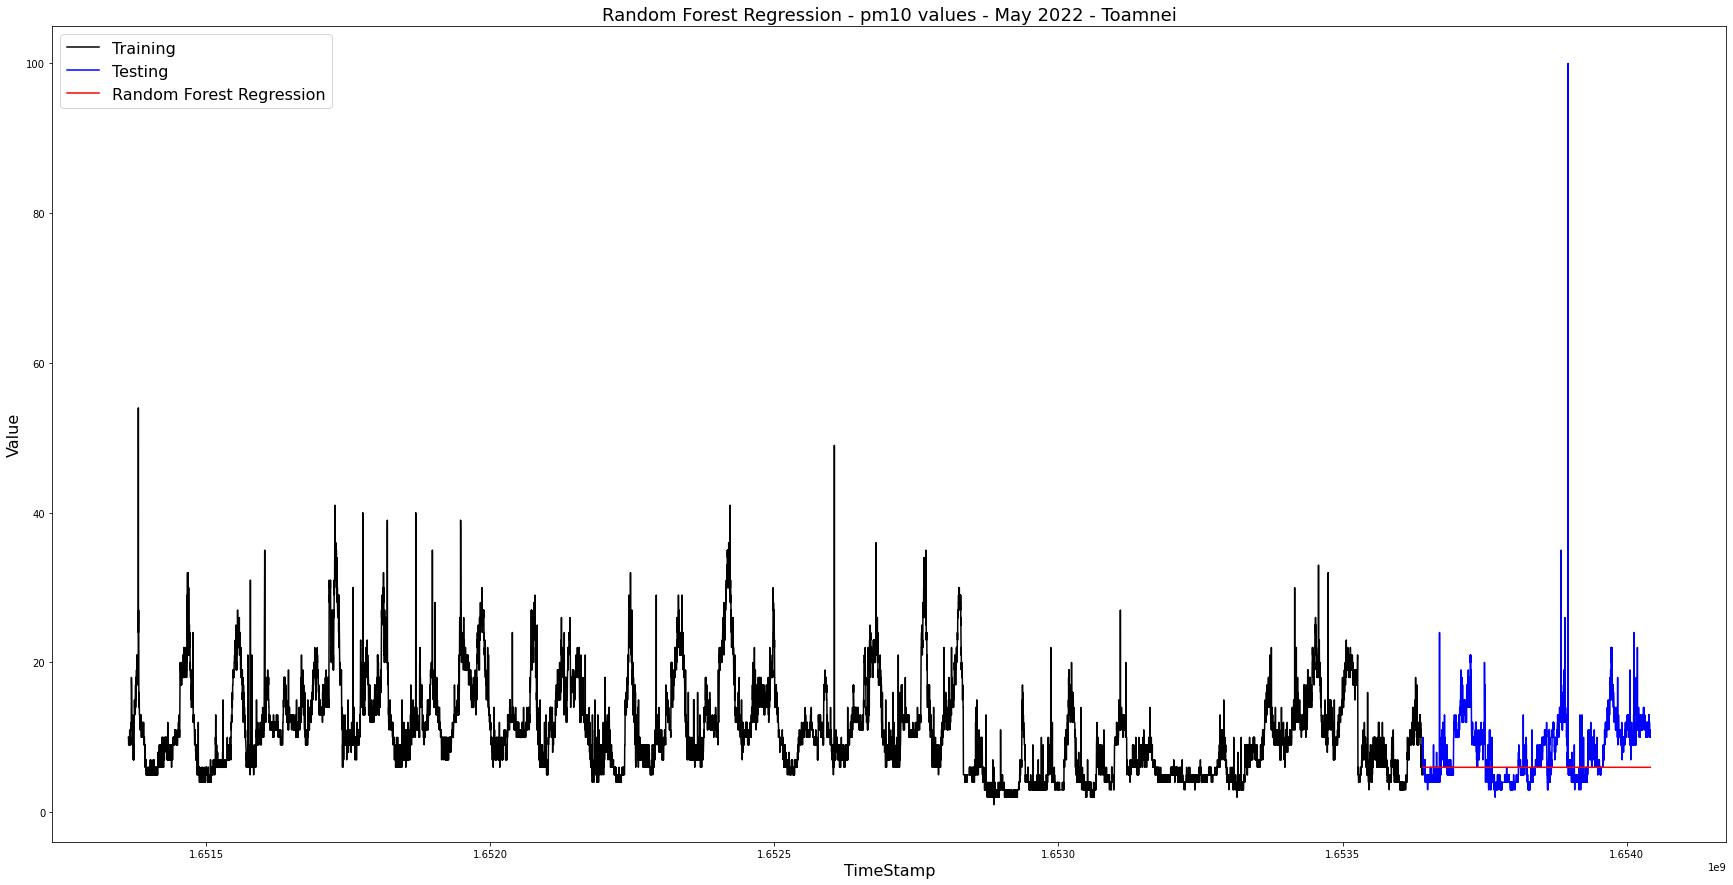 Random Forest Regression - pm10 values - May 2022 - Toamnei
Training
Testing
Random Forest Regression
100
80
60
40
20
0
Value
1.6515 1.6520 1.6525 1.6530 1.6535 1.6540
1e9
TimeStamp